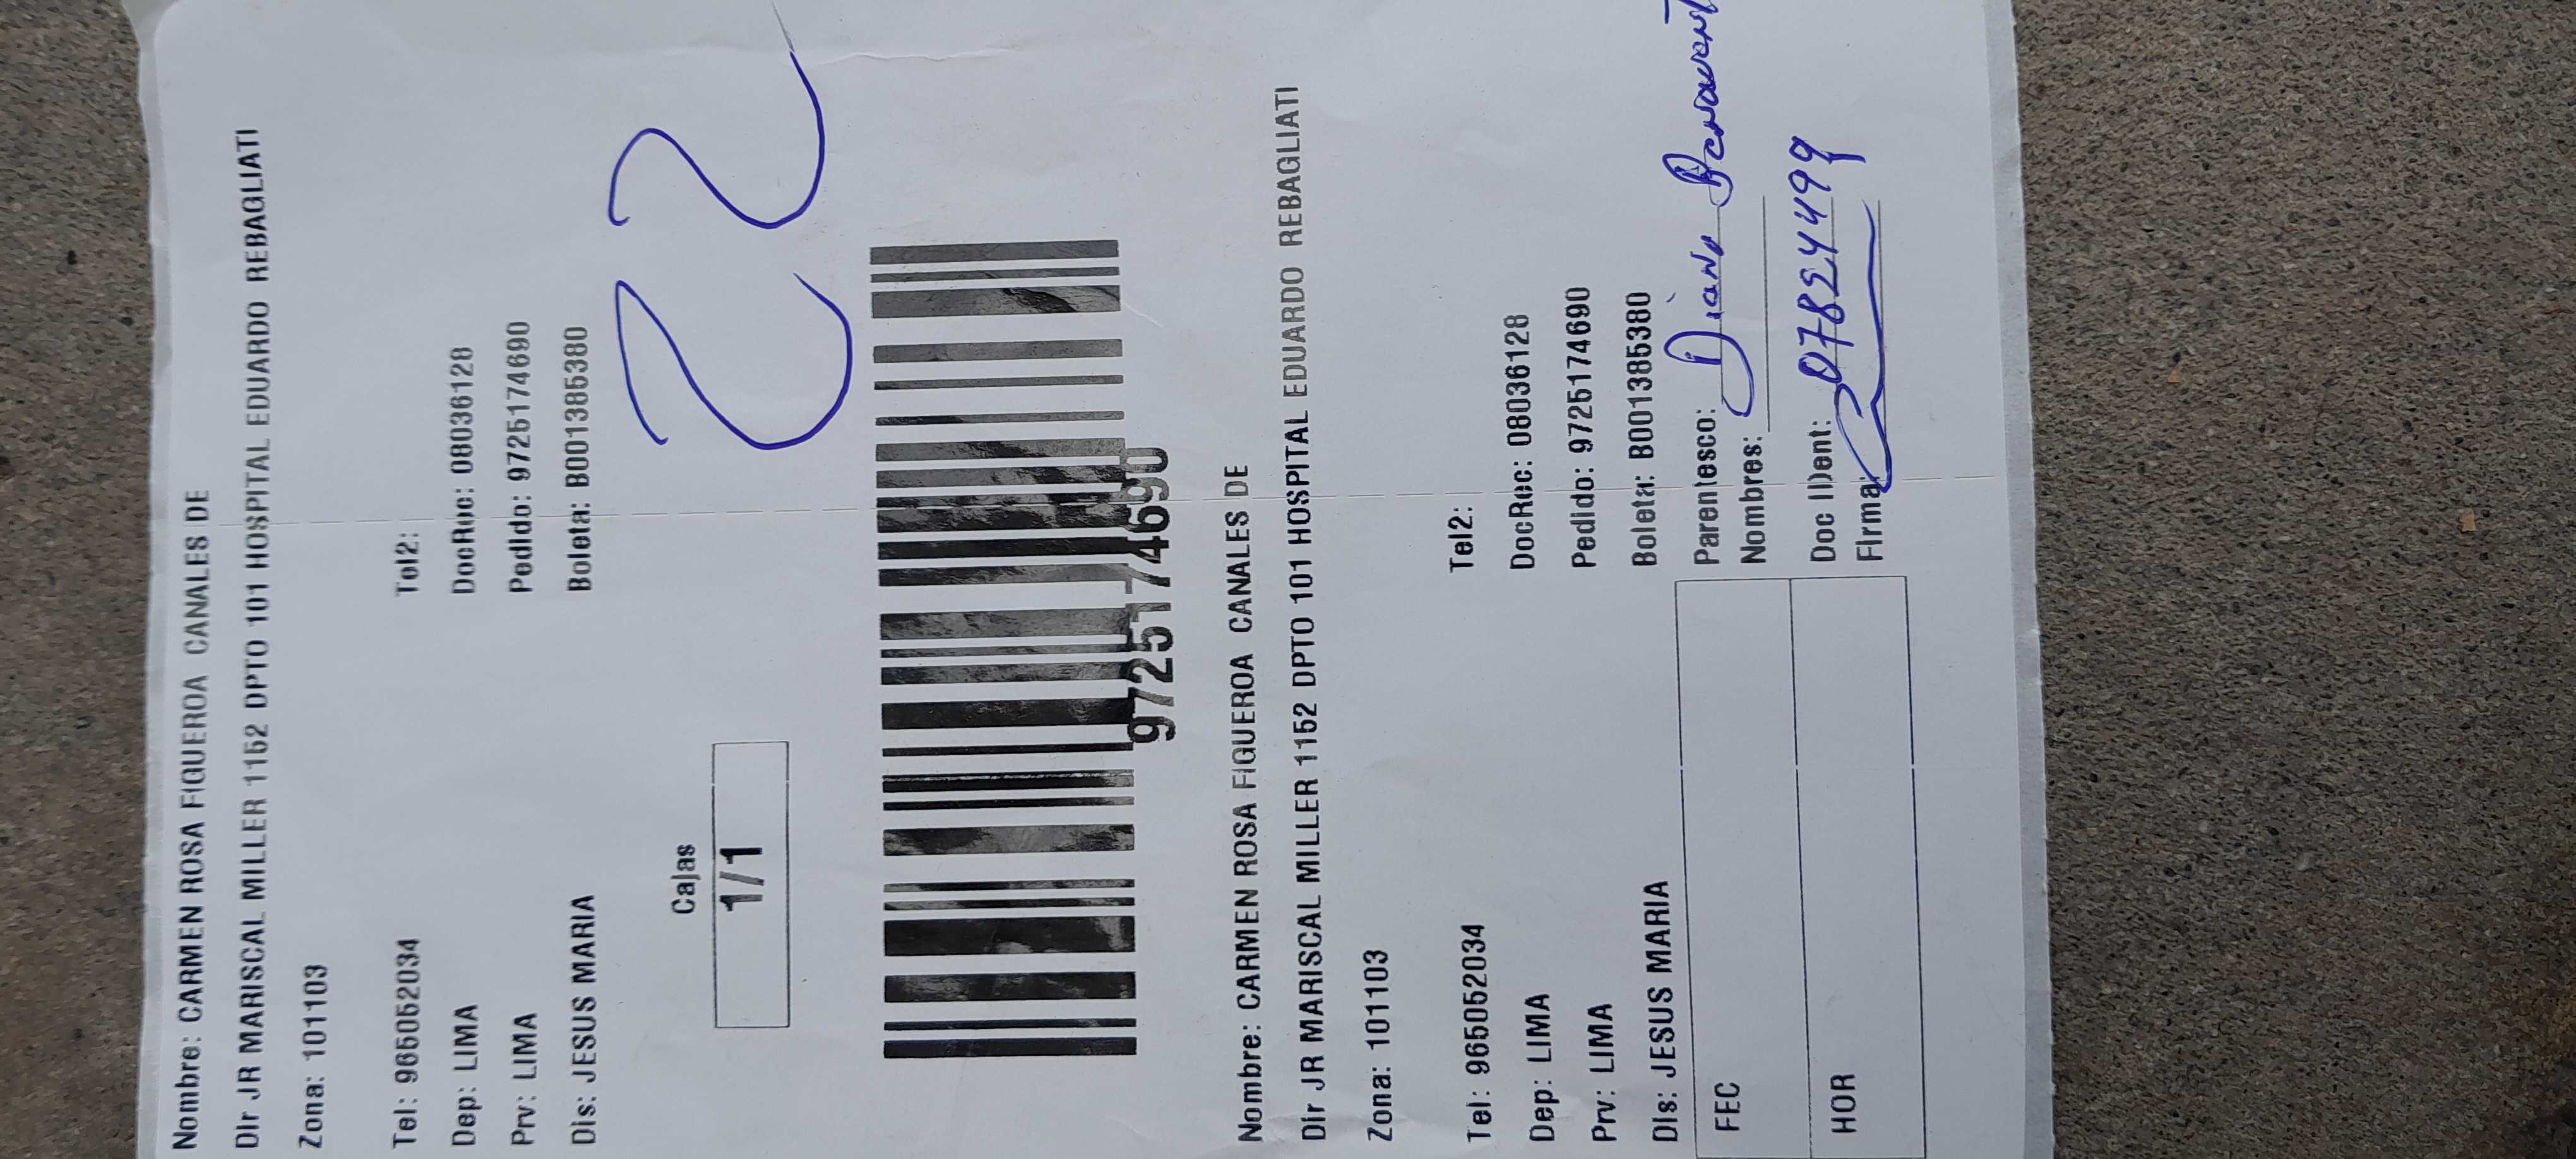 Nombre: CARMEN ROSA FIGUEROA CANALES DE
Dir JR MARISCAL MILLER 1152 DPTO 101 HOSPITAL EDUARDO REBAGLIATI
Zona: 101103
Tel: 965052034 Tel2:
Dep: LIMA DocRec: 08036128
Prv: LIMA Pedido: 9725174690
Dis: JESUS MARIA Boleta: B001385380
Cajas
1/1
22
9725174690
Nombre: CARMEN ROSA FIGUEROA CANALES DE
Dir JR MARISCAL MILLER 1152 DPTO 101 HOSPITAL EDUARDO REBAGLIATI
Zona: 101103
Tel: 965052034 Tel2:
Dep: LIMA DocRec: 08036128
Prv: LIMA Pedido: 9725174690
Dis: JESUS MARIA Boleta: B001385380
FEC Parentesco: Diana
Nombres:
HOR Doc IDent:
Firma: